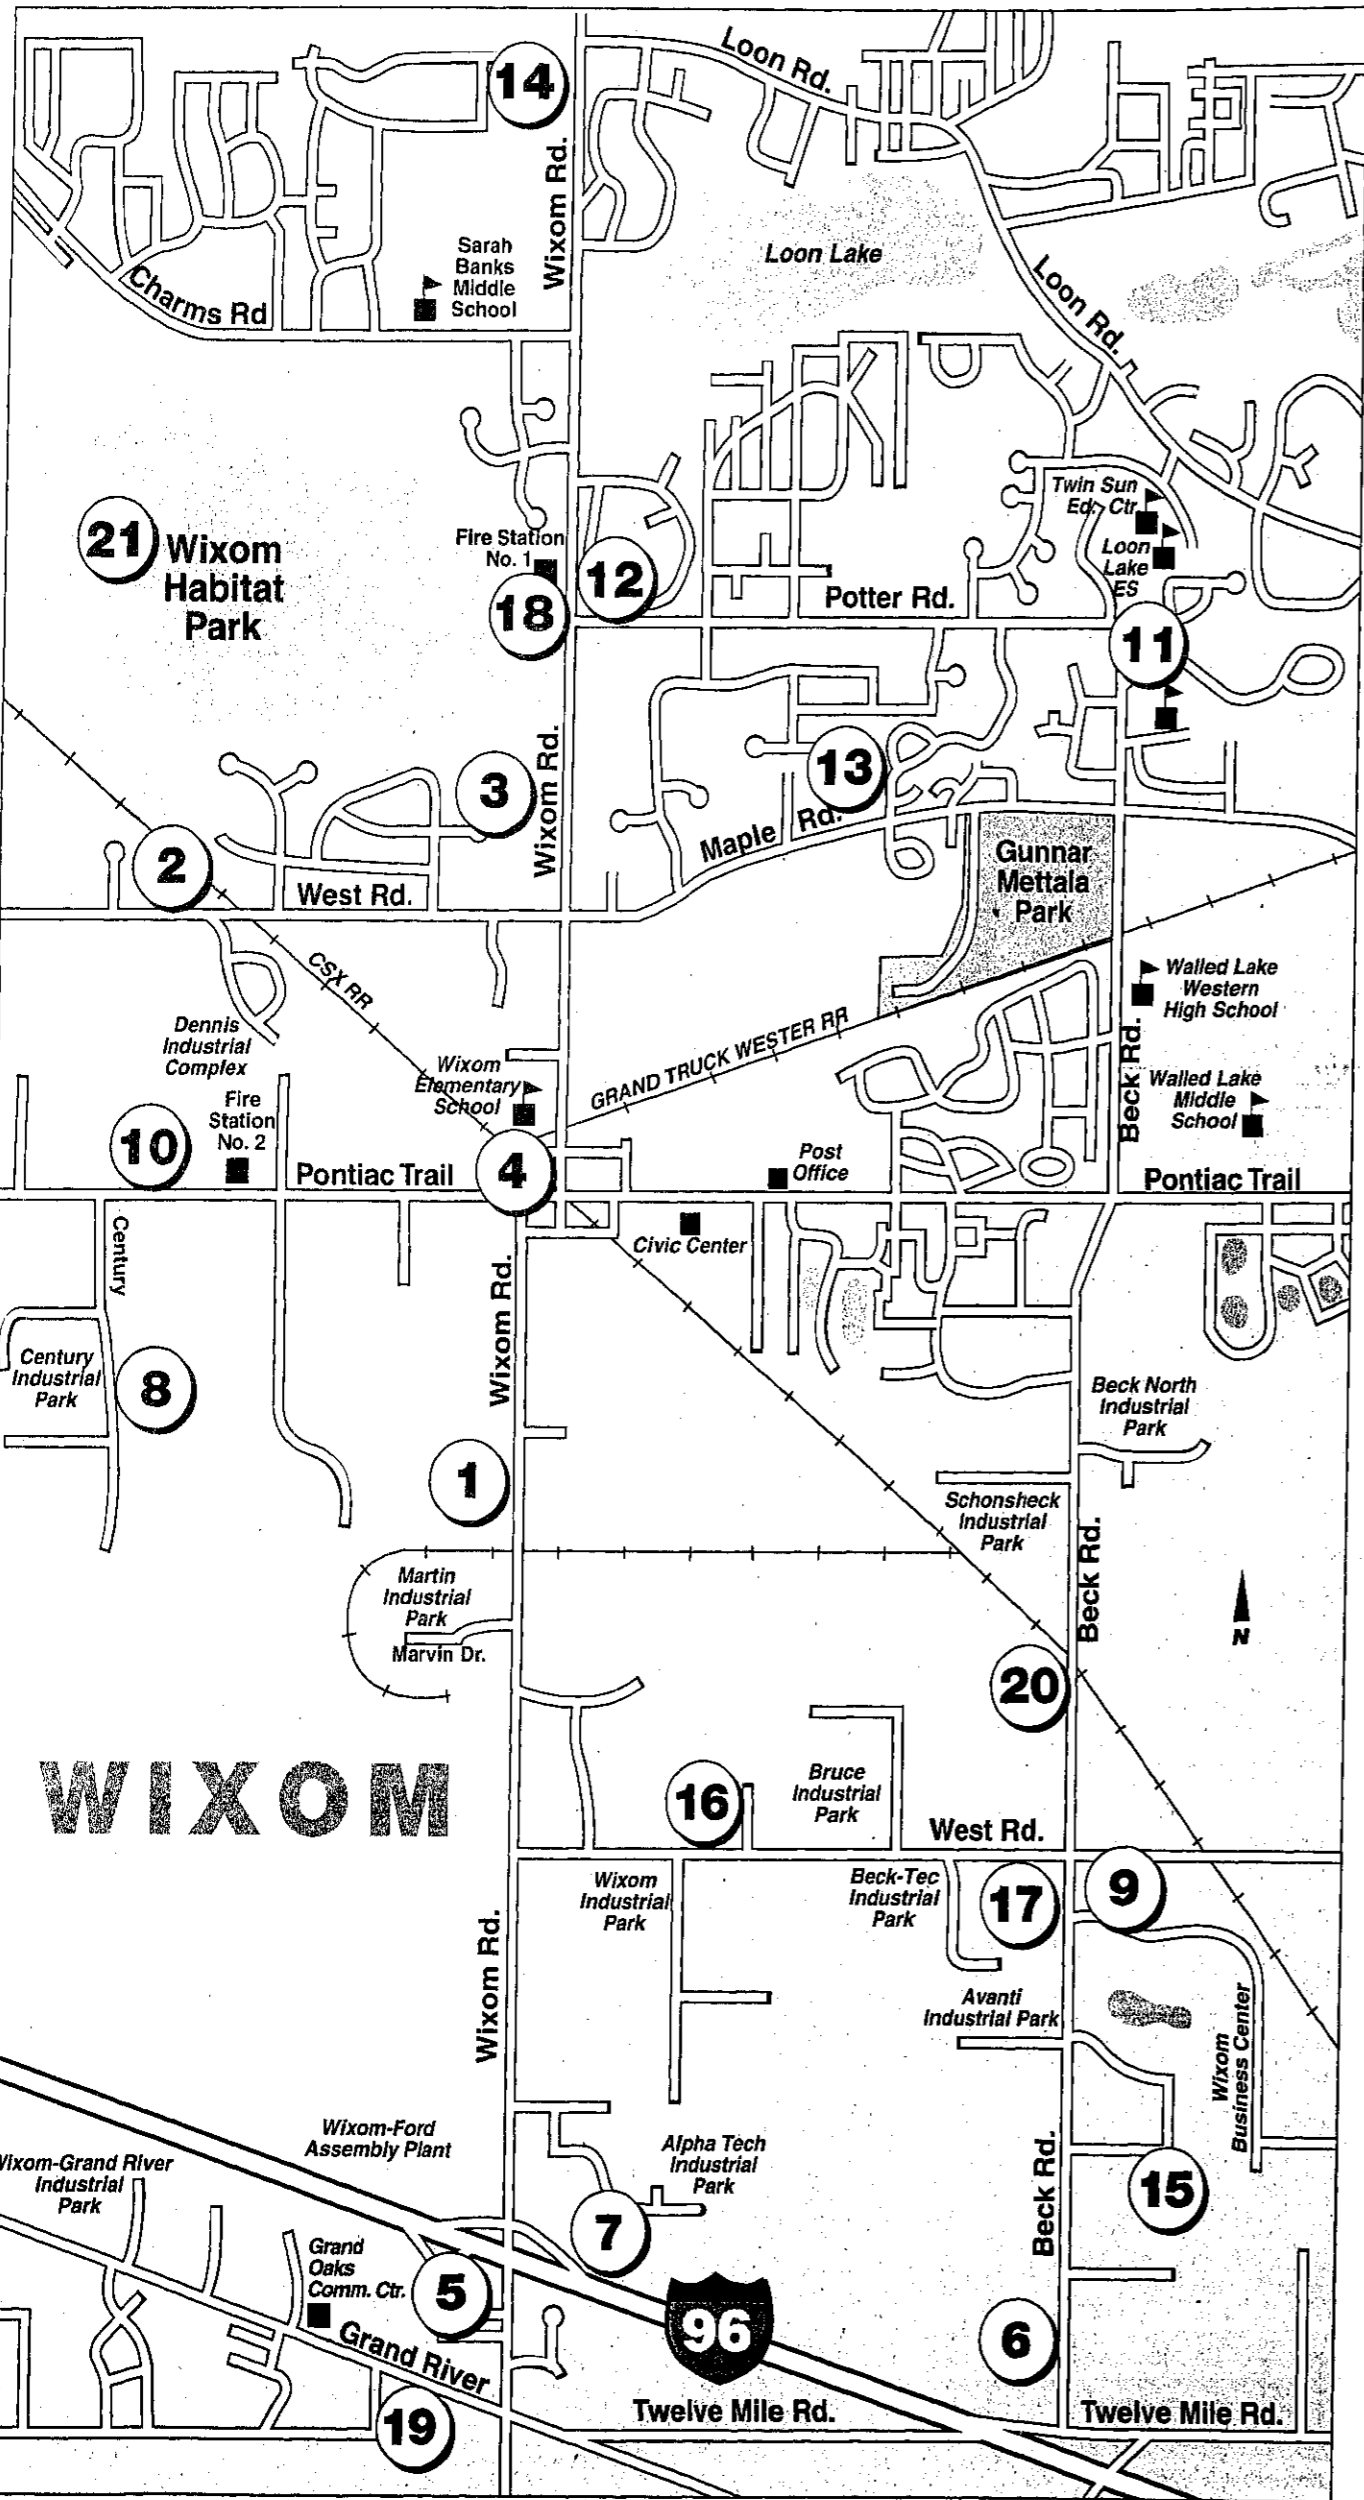 14
Loon Rd.
Wixom Rd.
Sarah
Banks
Middle
School
Loon Lake
Charms Rd
Loon Rd.
21
Wixom
Habitat
Park
Fire Station
No. 1
18
12
Twin Sun
Ed. Ctr
Loon
Lake
ES
Potter Rd.
11
Wixom Rd.
3
13
Maple Rd.
2
West Rd.
Gunnar
Mettala
Park
CSX RR
GRAND TRUCK WESTER RR
Walled Lake
Western
High School
Beck Rd.
Dennis
Industrial
Complex
Wixom
Elementary
School
Walled Lake
Middle
School
10
Fire
Station
No. 2
Pontiac Trail
4
Post
Office
Pontiac Trail
Century
Civic Center
Wixom Rd.
Century
Industrial
Park
8
Beck North
Industrial
Park
1
Schonsheck
Industrial
Park
Beck Rd.
Martin
Industrial
Park
Marvin Dr.
N
20
WIXOM
16
Bruce
Industrial
Park
West Rd.
Wixom
Industrial
Park
Beck-Tec
Industrial
Park
17
9
Wixom Rd.
Avanti
Industrial Park
Wixom
Business Center
Wixom-Ford
Assembly Plant
Alpha Tech
Industrial
Park
Beck Rd.
15
Wixom-Grand River
Industrial
Park
7
Grand
Oaks
Comm. Ctr.
5
96
6
Grand River
19
Twelve Mile Rd.
Twelve Mile Rd.